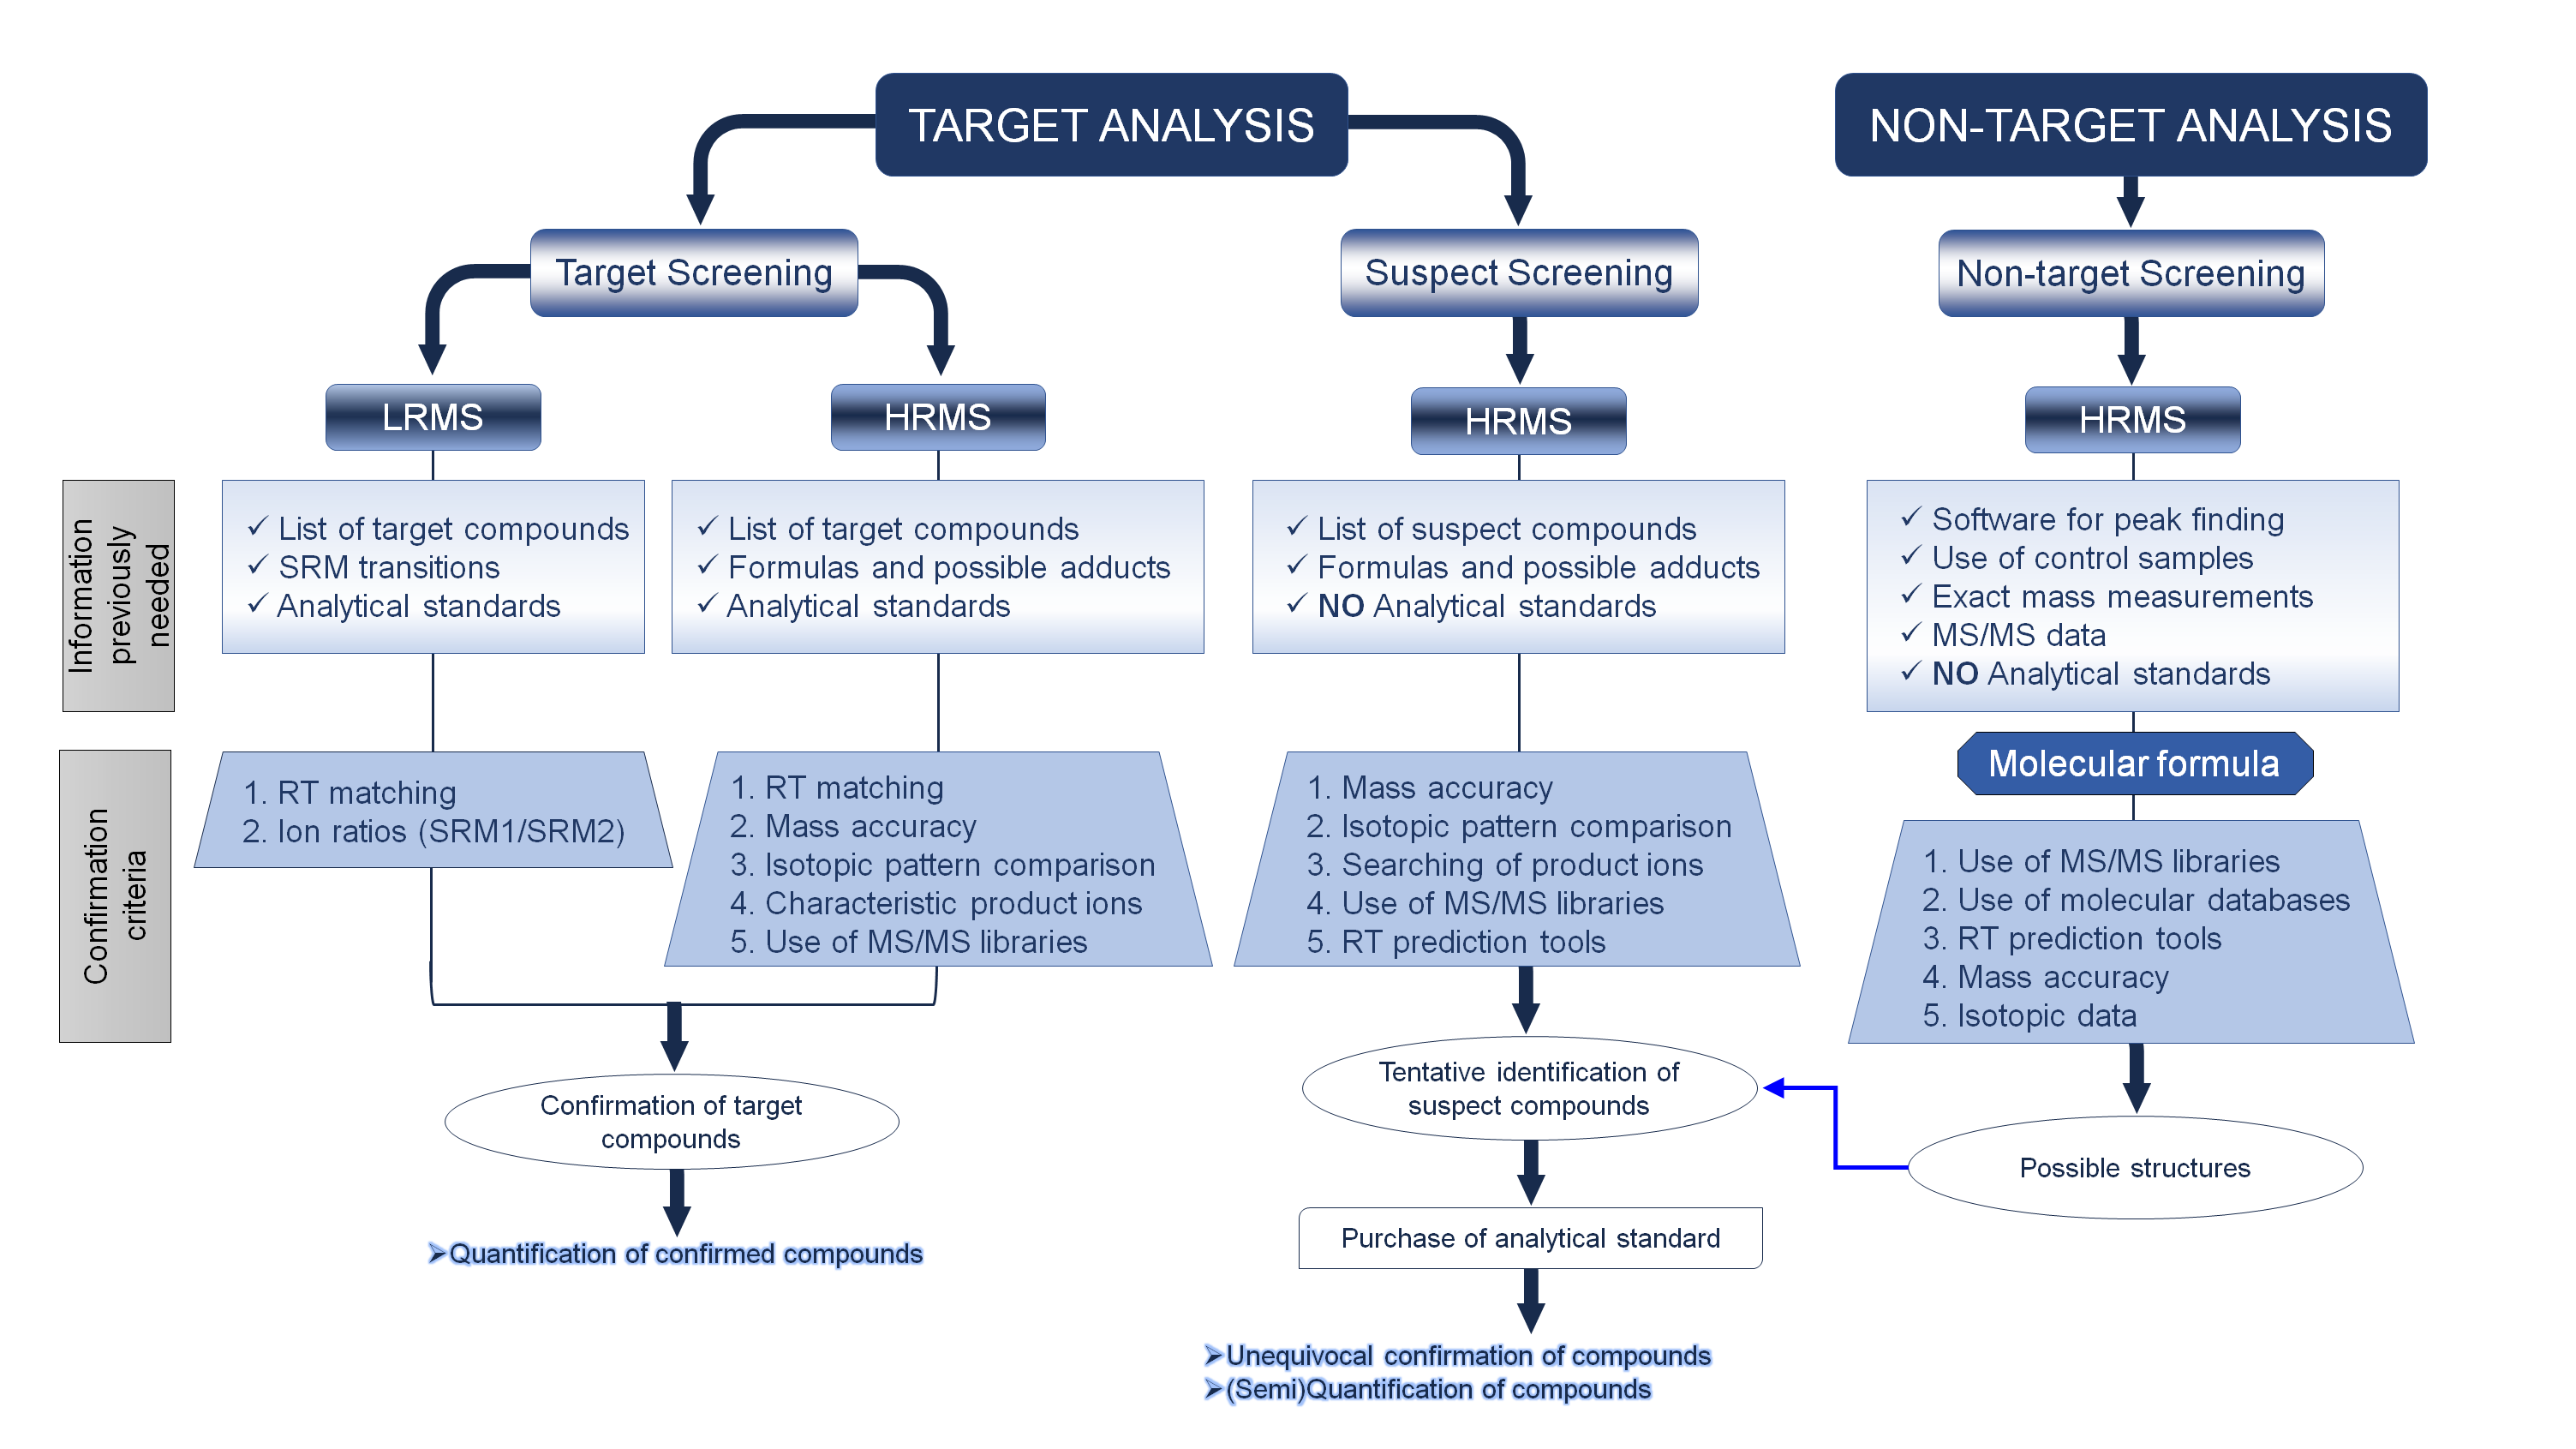 TARGET ANALYSIS
NON-TARGET ANALYSIS
Target Screening
Suspect Screening
Non-target Screening
LRMS
HRMS
HRMS
HRMS
Information
previously
needed
✓ List of target compounds
✓ SRM transitions
✓ Analytical standards
✓ List of target compounds
✓ Formulas and possible adducts
✓ Analytical standards
✓ List of suspect compounds
✓ Formulas and possible adducts
✓ NO Analytical standards
✓ Software for peak finding
✓ Use of control samples
✓ Exact mass measurements
✓ MS/MS data
✓ NO Analytical standards
Molecular formula
Confirmation
criteria
1. RT matching
2. Ion ratios (SRM1/SRM2)
1. RT matching
2. Mass accuracy
3. Isotopic pattern comparison
4. Characteristic product ions
5. Use of MS/MS libraries
1. Mass accuracy
2. Isotopic pattern comparison
3. Searching of product ions
4. Use of MS/MS libraries
5. RT prediction tools
1. Use of MS/MS libraries
2. Use of molecular databases
3. RT prediction tools
4. Mass accuracy
5. Isotopic data
Confirmation of target
compounds
Tentative identification of
suspect compounds
Possible structures
Purchase of analytical standard
➢Quantification of confirmed compounds
➢Unequivocal confirmation of compounds
➢(Semi)Quantification of compounds